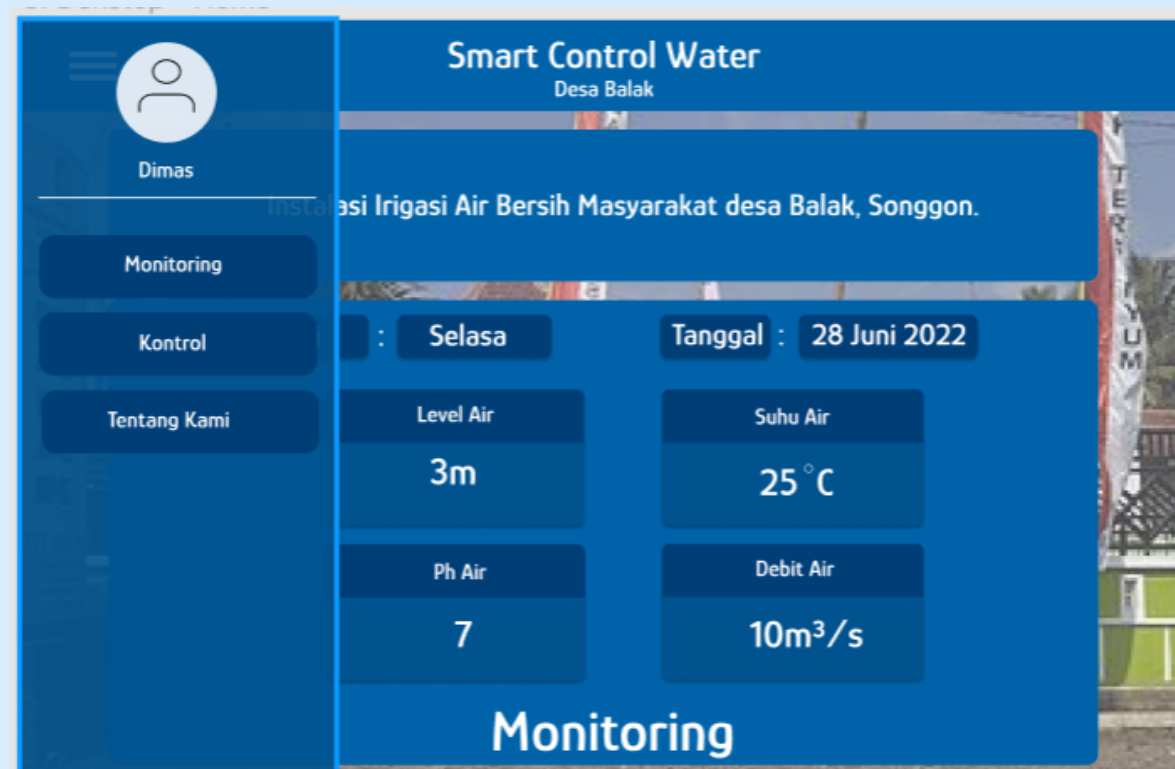 Smart Control Water
Desa Balak
Dimas
Instalasi Irigasi Air Bersih Masyarakat desa Balak, Songgon.
Monitoring
Kontrol
Tentang Kami
: Selasa
Tanggal : 28 Juni 2022
Level Air
3m
Suhu Air
25°C
Ph Air
7
Debit Air
10m³/s
Monitoring